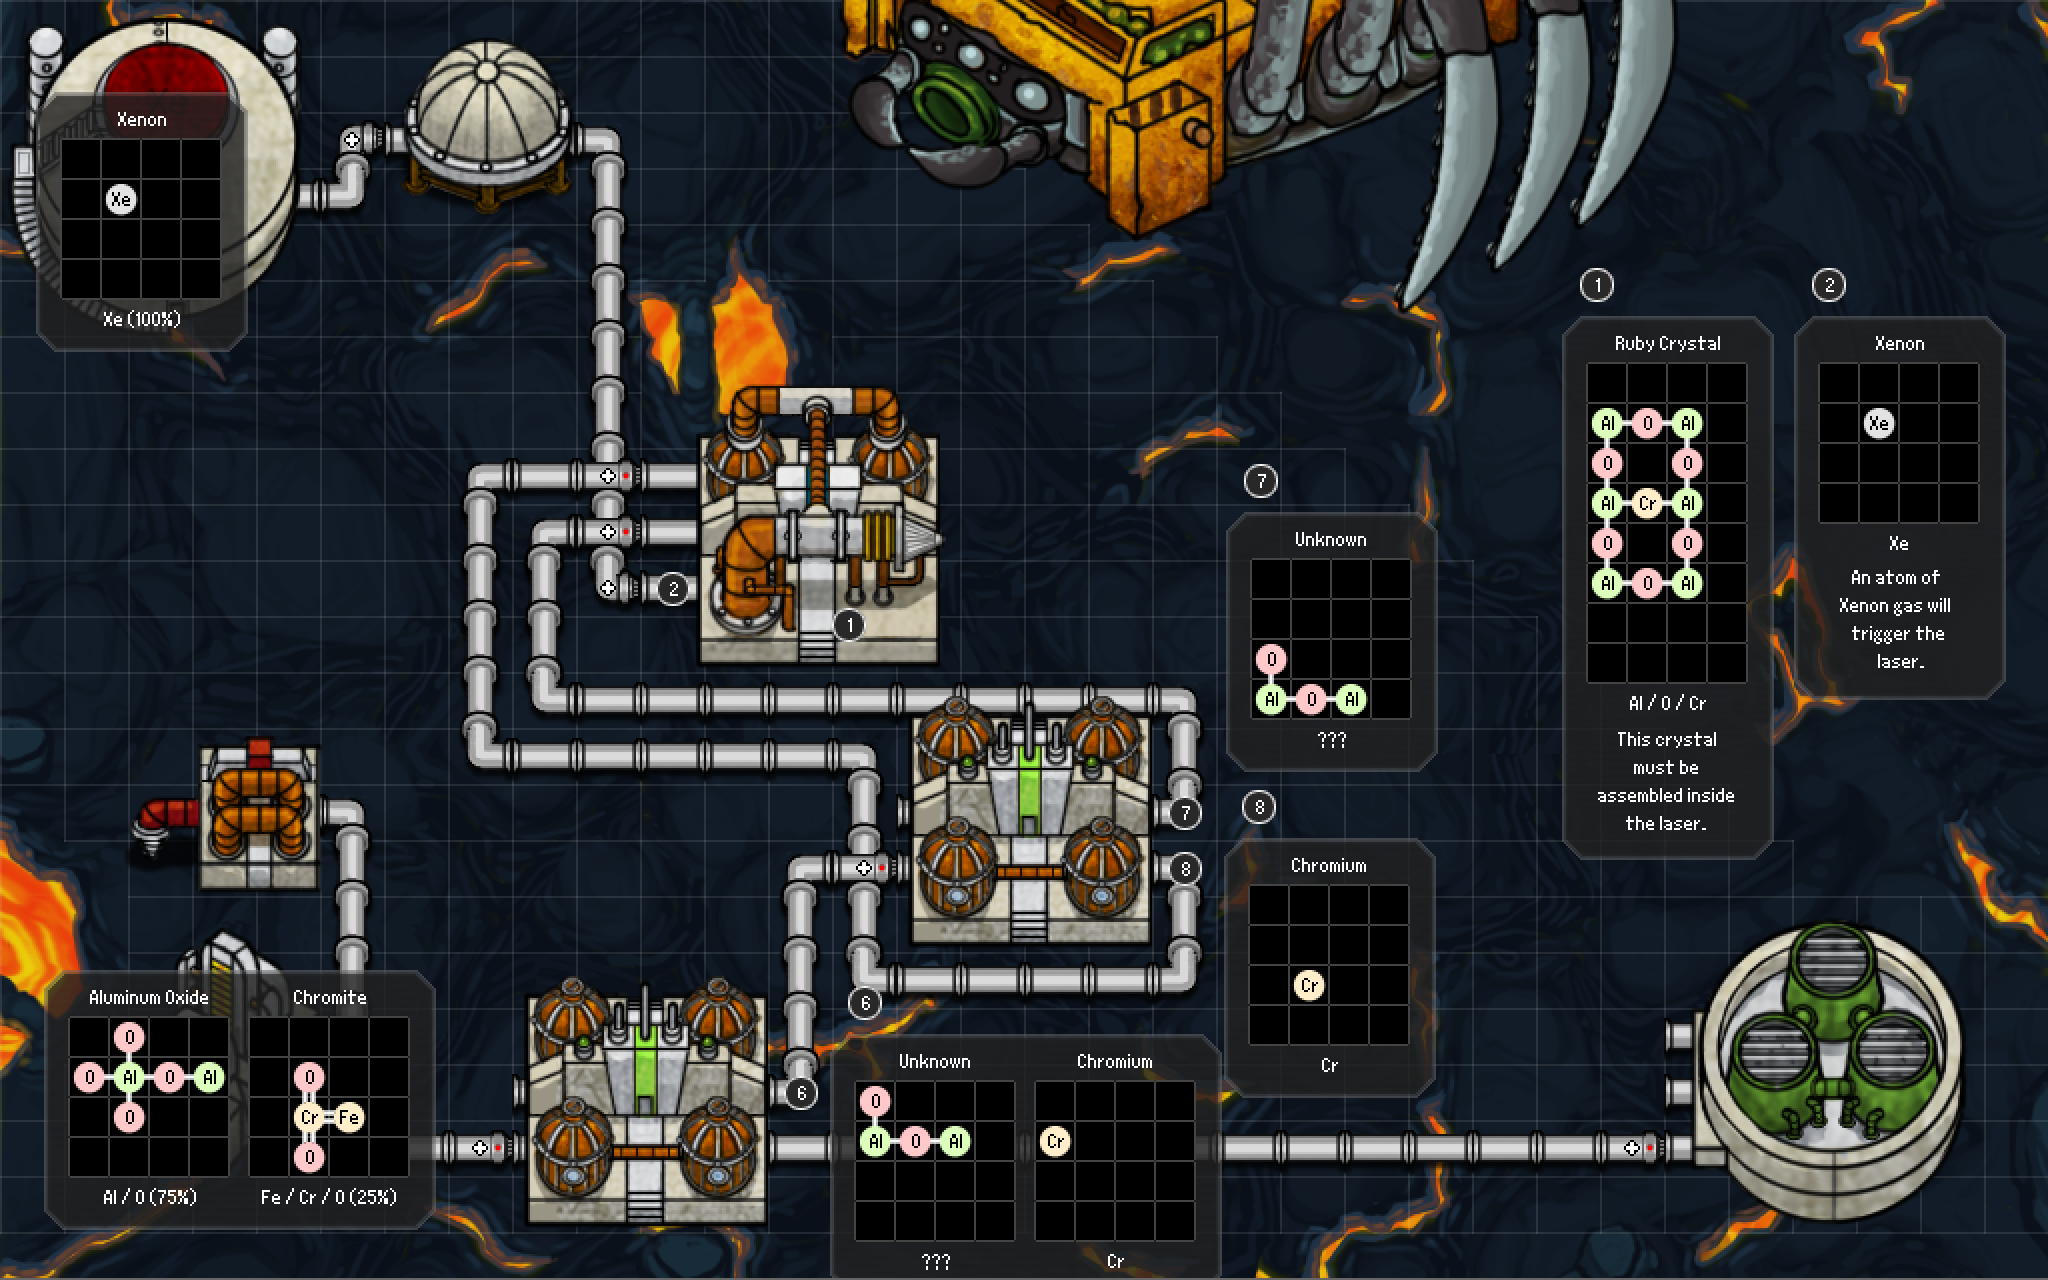 Xenon
Xe
Xe (100%)
1
2
Ruby Crystal
Al O Al
O O
Al Cr Al
O O
Al O Al
Al / O / Cr
This crystal
must be
assembled inside
the laser.
Xenon
Xe
Xe
An atom of
Xenon gas will
trigger the
laser.
7
Unknown
O
Al O Al
???
2
1
7
8
8
Chromium
Cr
Cr
6
6
Aluminum Oxide
O
O Al O Al
O
Al / O (75%)
Chromite
O
Cr Fe
O
Fe / Cr / O (25%)
Unknown
O
Al O Al
???
Chromium
Cr
Cr